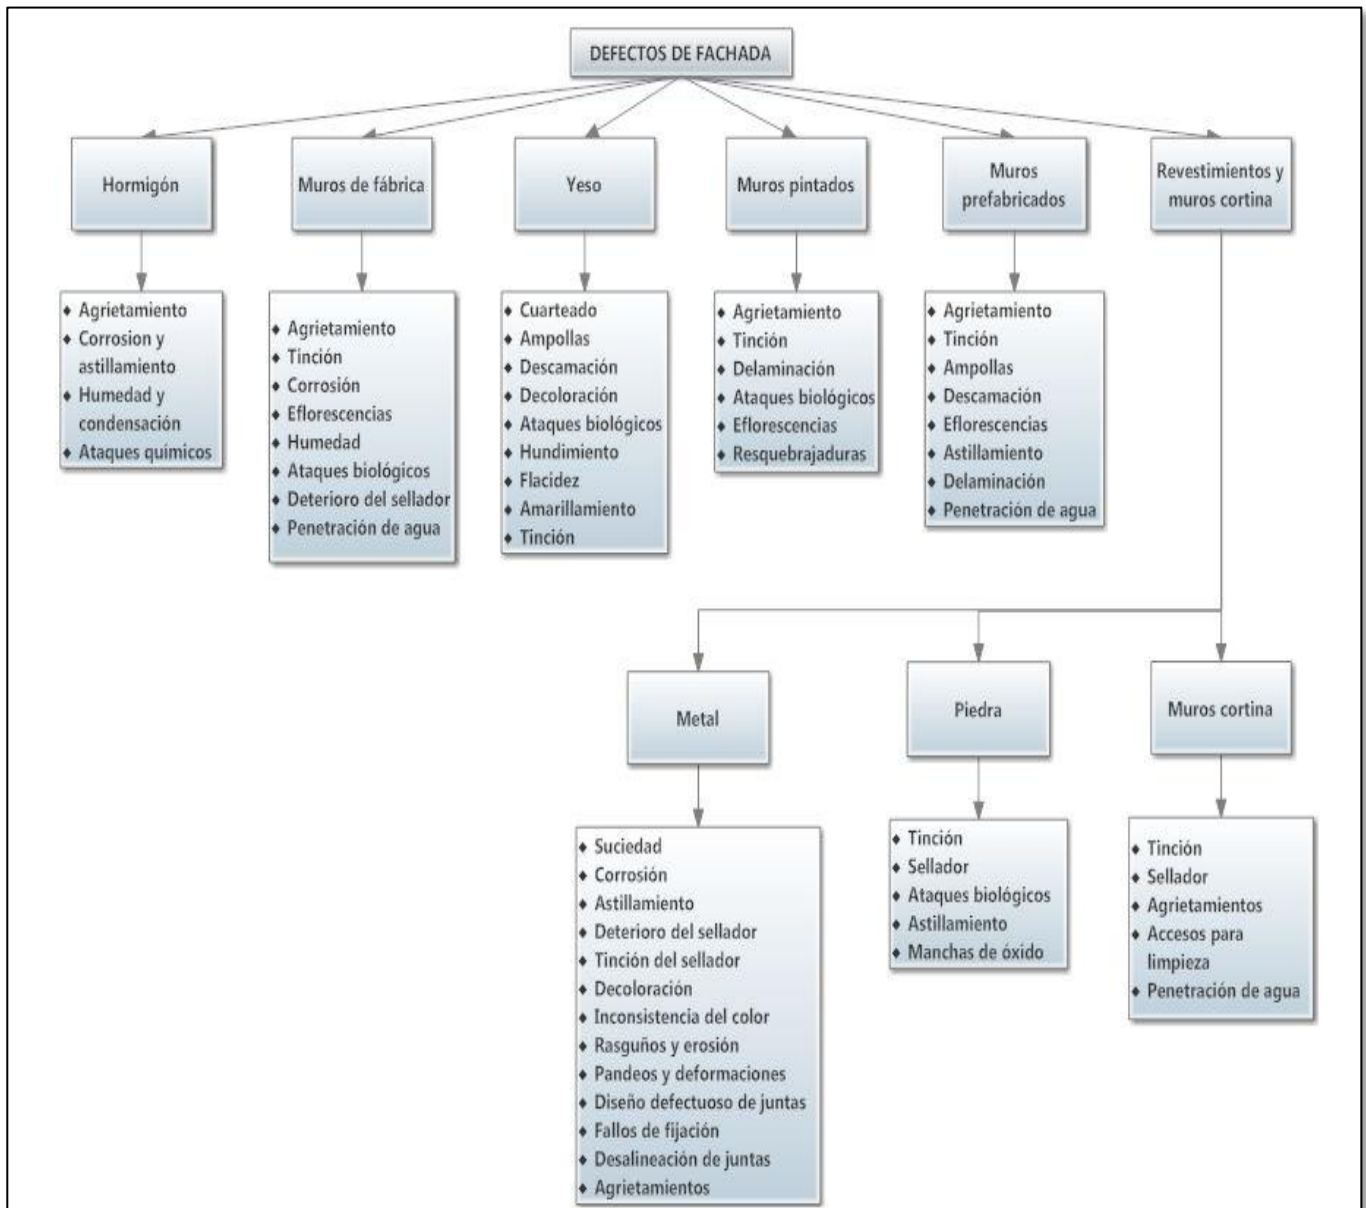 DEFECTOS DE FACHADA
Hormigón
Muros de fábrica
Yeso
Muros pintados
Muros
prefabricados
Revestimientos y
muros cortina
♦ Agrietamiento
♦ Corrosion y
astillamiento
♦ Humedad y
condensación
♦ Ataques químicos
♦ Agrietamiento
♦ Tinción
♦ Corrosión
♦ Eflorescencias
♦ Humedad
♦ Ataques biológicos
♦ Deterioro del sellador
♦ Penetración de agua
♦ Cuarteado
♦ Ampollas
♦ Descamación
♦ Decoloración
♦ Ataques biológicos
♦ Hundimiento
♦ Flacidez
♦ Amarillamiento
♦ Tinción
♦ Agrietamiento
♦ Tinción
♦ Delaminación
♦ Ataques biológicos
♦ Eflorescencias
♦ Resquebrajaduras
♦ Agrietamiento
♦ Tinción
♦ Ampollas
♦ Descamación
♦ Eflorescencias
♦ Astillamiento
♦ Delaminación
♦ Penetración de agua
Metal
Piedra
Muros cortina
♦ Suciedad
♦ Corrosión
♦ Astillamiento
♦ Deterioro del sellador
♦ Tinción del sellador
♦ Decoloración
♦ Inconsistencia del color
♦ Rasguños y erosión
♦ Pandeos y deformaciones
♦ Diseño defectuoso de juntas
♦ Fallos de fijación
♦ Desalineación de juntas
♦ Agrietamientos
♦ Tinción
♦ Sellador
♦ Ataques biológicos
♦ Astillamiento
♦ Manchas de óxido
♦ Tinción
♦ Sellador
♦ Agrietamientos
♦ Accesos para
limpieza
♦ Penetración de agua